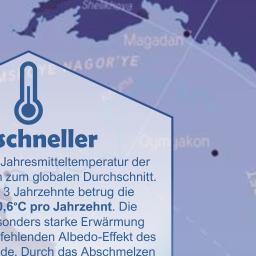 Shelikhova
Magadan
NAGOR'YE
Oymyakon
schneller
Jahresmitteltemperatur der
zum globalen Durchschnitt.
3 Jahrzehnte betrug die
0,6°C pro Jahrzehnt. Die
sonders starke Erwärmung
fehlenden Albedo-Effekt des
de. Durch das Abschmelzen